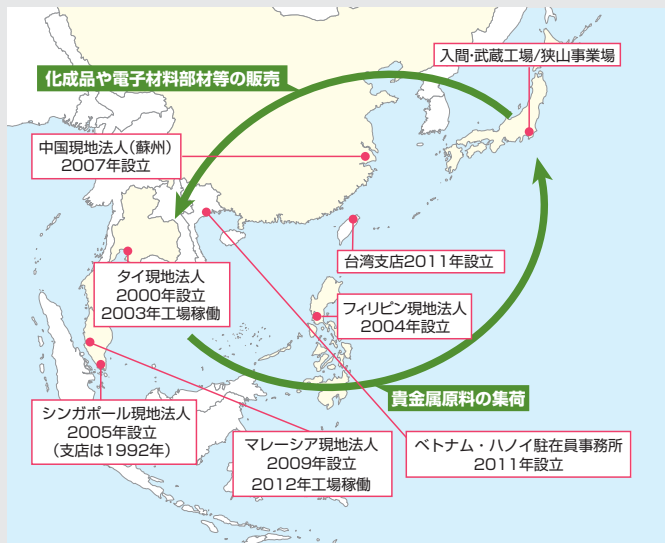 入間・武蔵工場/狭山事業場
化成品や電子材料部材等の販売
中国現地法人(蘇州)
2007年設立
台湾支店2011年設立
タイ現地法人
2000年設立
2003年工場稼働
フィリピン現地法人
2004年設立
貴金属原料の集荷
シンガポール現地法人
2005年設立
(支店は1992年)
マレーシア現地法人
2009年設立
2012年工場稼働
ベトナム・ハノイ駐在員事務所
2011年設立